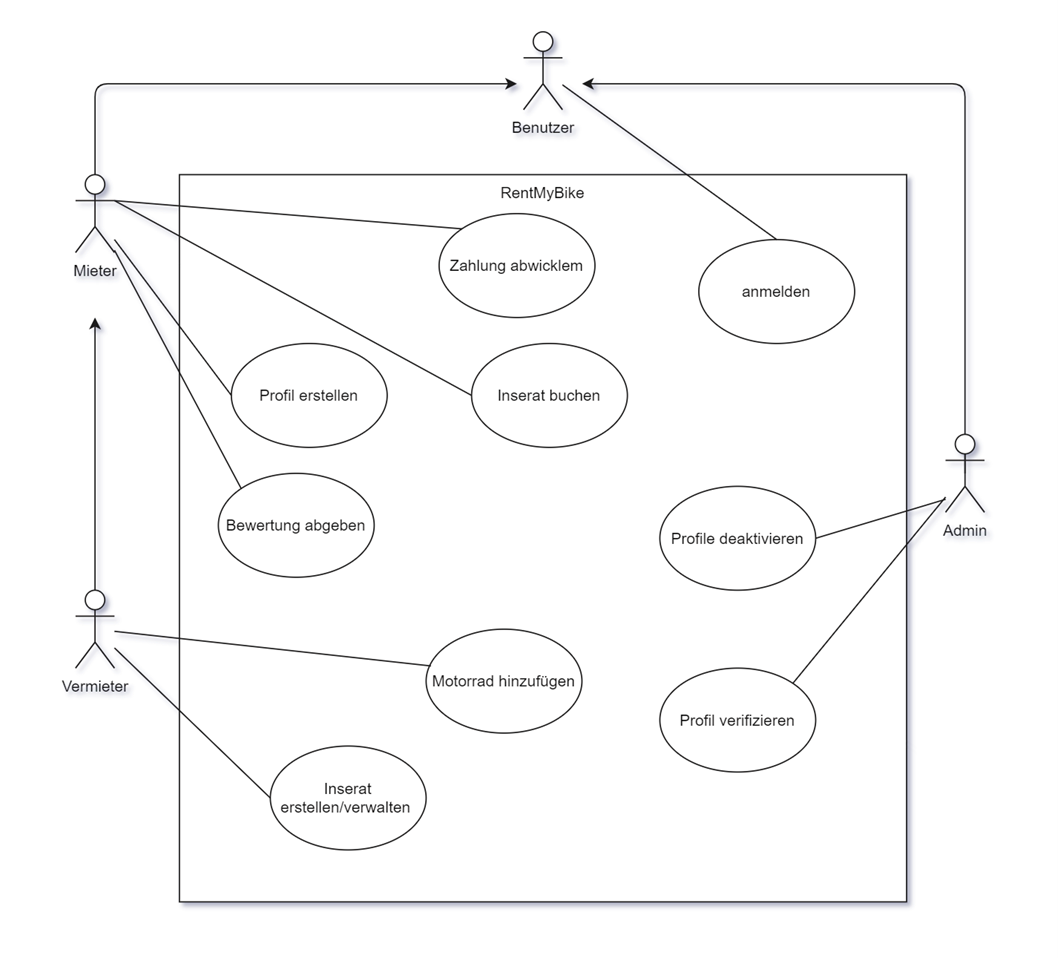 Benutzer
RentMyBike
Mieter
Zahlung abwicklem
anmelden
Profil erstellen
Inserat buchen
Bewertung abgeben
Profile deaktivieren
Admin
Vermieter
Motorrad hinzufügen
Profil verifizieren
Inserat
erstellen/verwalten